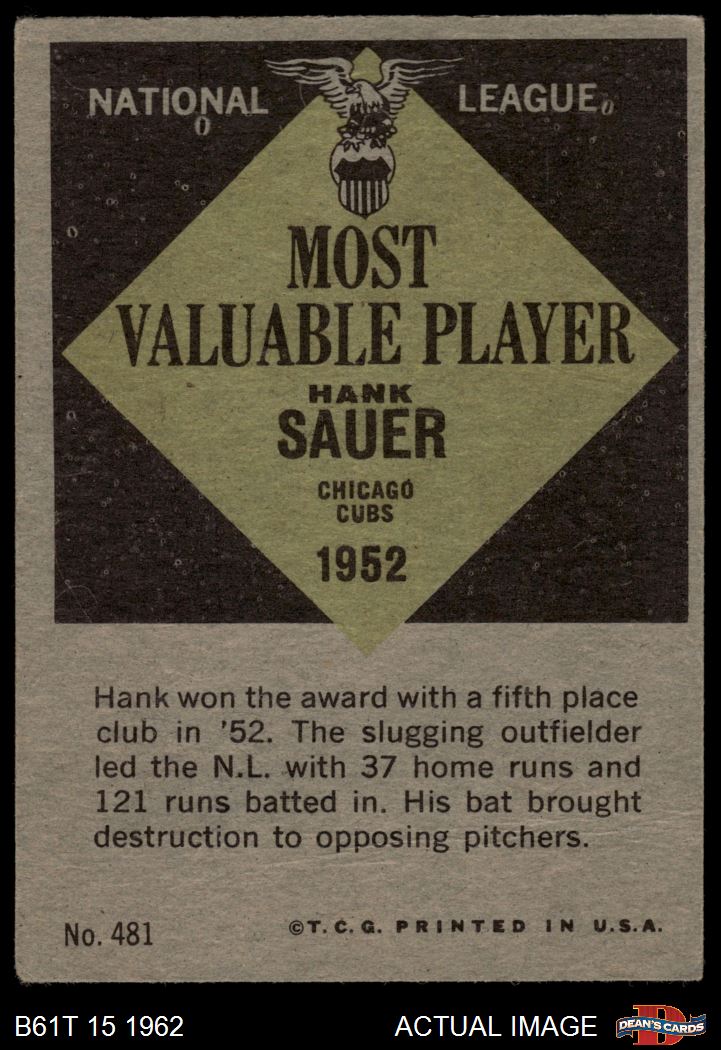 NATIONAL LEAGUE
MOST
VALUABLE PLAYER
HANK
SAUER
CHICAGO
CUBS
1952
Hank won the award with a fifth place
club in '52. The slugging outfielder
led the N.L. with 37 home runs and
121 runs batted in. His bat brought
destruction to opposing pitchers.
No. 481 ©T.C.G. PRINTED IN U.S.A.
B61T 15 1962 ACTUAL IMAGE DEAN'S CARDS